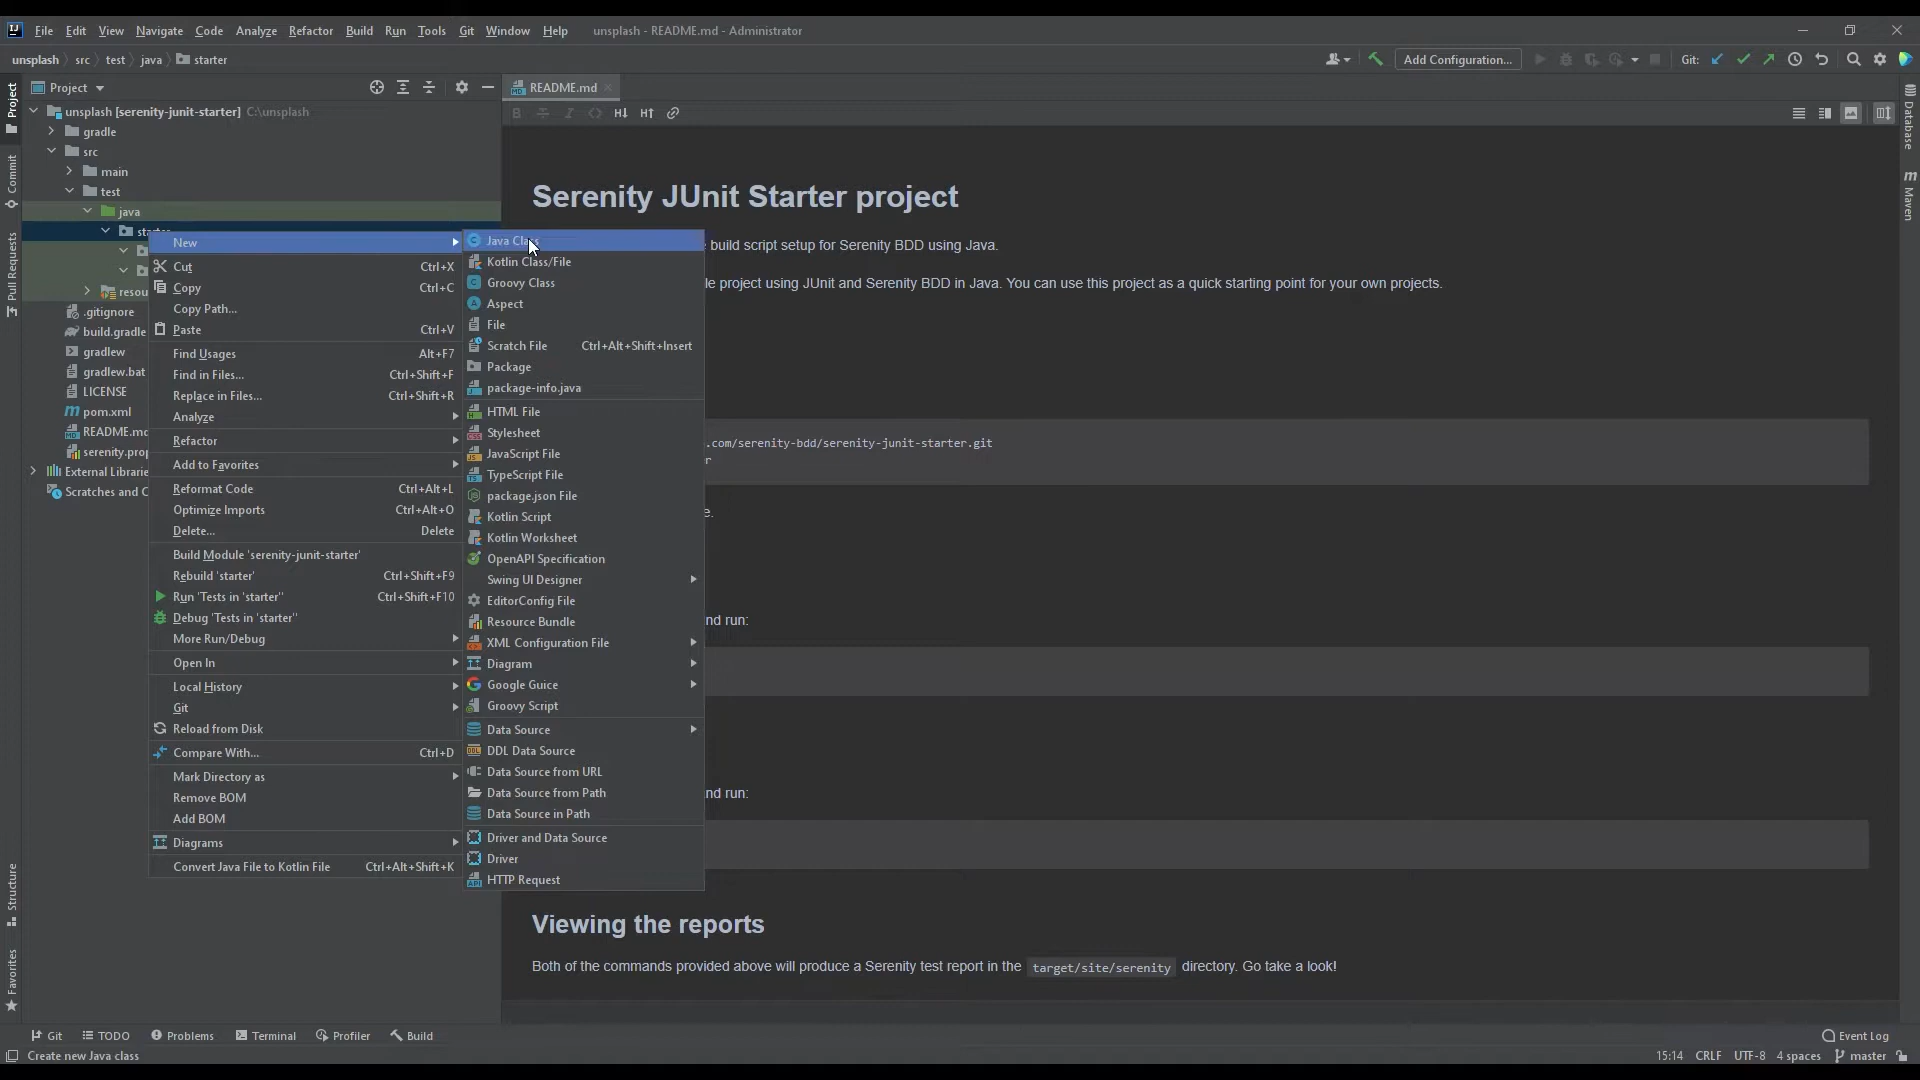 File Edit View Navigate Code Analyze Refactor Build Run Tools Git Window Help unsplash - README.md - Administrator
unsplash src test java starter Add Configuration... Git:
Project
README.md
unsplash [serenity-junit-starter] C:\unsplash
gradle
src
main
test
java
resou
.gitignore
build.gradle
gradlew
gradlew.bat
LICENSE
pom.xml
README.md
serenity.prop
External Librarie
Scratches and C
New
Cut Ctrl+X
Copy Ctrl+C
Copy Path...
Paste Ctrl+V
Find Usages Alt+F7
Find in Files... Ctrl+Shift+F
Replace in Files... Ctrl+Shift+R
Analyze
Refactor
Add to Favorites
Reformat Code Ctrl+Alt+L
Optimize Imports Ctrl+Alt+O
Delete... Delete
Build Module 'serenity-junit-starter'
Rebuild 'starter' Ctrl+Shift+F9
Run 'Tests in 'starter'' Ctrl+Shift+F10
Debug 'Tests in 'starter''
More Run/Debug
Open In
Local History
Git
Reload from Disk
Compare With... Ctrl+D
Mark Directory as
Remove BOM
Add BOM
Diagrams
Convert Java File to Kotlin File Ctrl+Alt+Shift+K
Java Class
Kotlin Class/File
Groovy Class
Aspect
File
Scratch File Ctrl+Alt+Shift+Insert
Package
package-info.java
HTML File
Stylesheet
JavaScript File
TypeScript File
package.json File
Kotlin Script
Kotlin Worksheet
OpenAPI Specification
Swing UI Designer
EditorConfig File
Resource Bundle
XML Configuration File
Diagram
Google Guice
Groovy Script
Data Source
DDL Data Source
Data Source from URL
Data Source from Path
Data Source in Path
Driver and Data Source
Driver
HTTP Request
Serenity JUnit Starter project
build script setup for Serenity BDD using Java.
le project using JUnit and Serenity BDD in Java. You can use this project as a quick starting point for your own projects.
.com/serenity-bdd/serenity-junit-starter.git
r
e.
nd run:
nd run:
Viewing the reports
Both of the commands provided above will produce a Serenity test report in the target/site/serenity directory. Go take a look!
Project
Commit
Pull Requests
Structure
Favorites
Database
Maven
Git TODO Problems Terminal Profiler Build Event Log
Create new Java class 15:14 CRLF UTF-8 4 spaces master